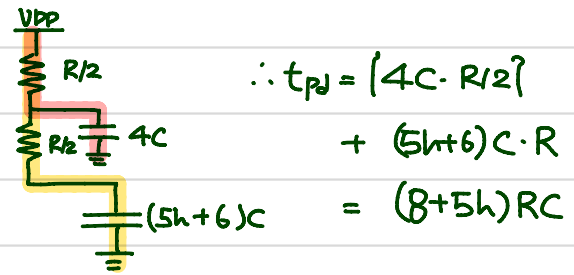 VDD
R/2
4C
R/2
(5h+6)C
∴ tpd = (4C · R/2)
+ (5h+6)C · R
= (8+5h)RC